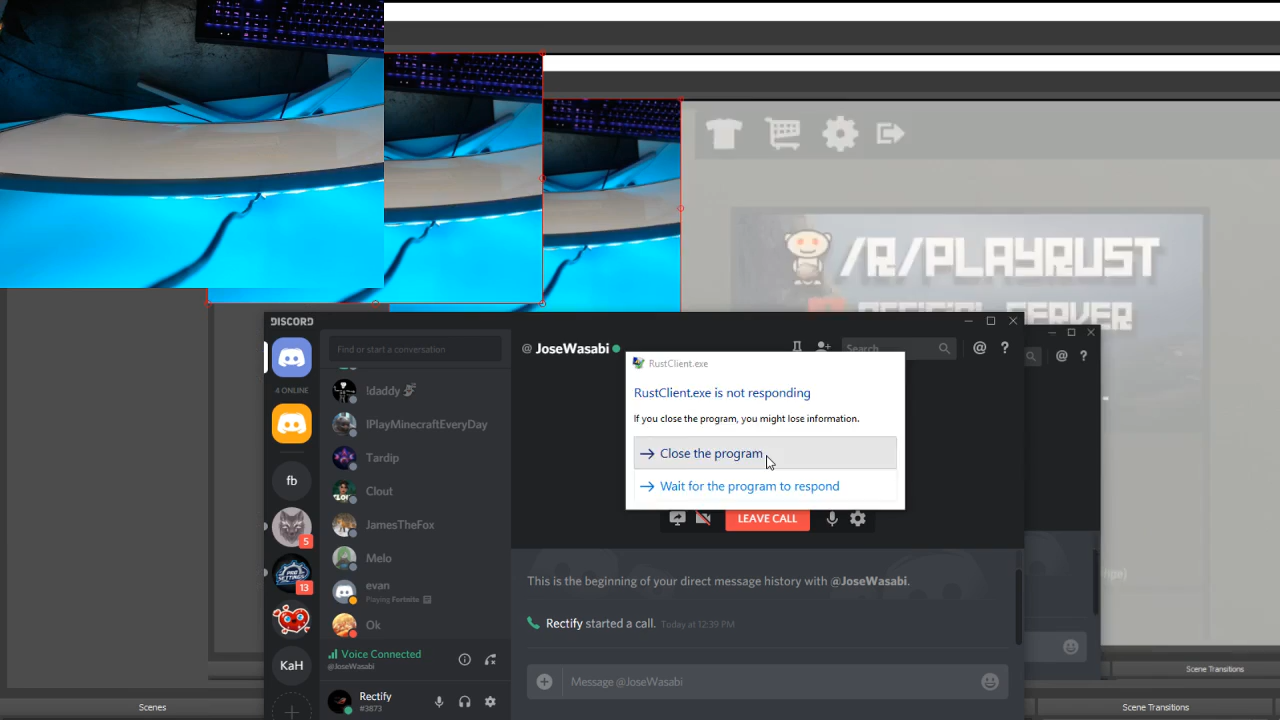 /R/PLAYRUST
OFFICIAL SERVER
DISCORD
Find or start a conversation
@ JoseWasabi
Search
@ ?
@ ?
4 ONLINE
!daddy
IPlayMinecraftEveryDay
Tardip
Clout
fb
JamesTheFox
5
Melo
13
evan
Playing Fortnite
Ok
KaH
Voice Connected
@JoseWasabi
Rectify
#3873
RustClient.exe
RustClient.exe is not responding
If you close the program, you might lose information.
→ Close the program
→ Wait for the program to respond
LEAVE CALL
This is the beginning of your direct message history with @JoseWasabi.
Rectify started a call. Today at 12:39 PM
Message @JoseWasabi
Scene Transitions
Scenes
Scene Transitions